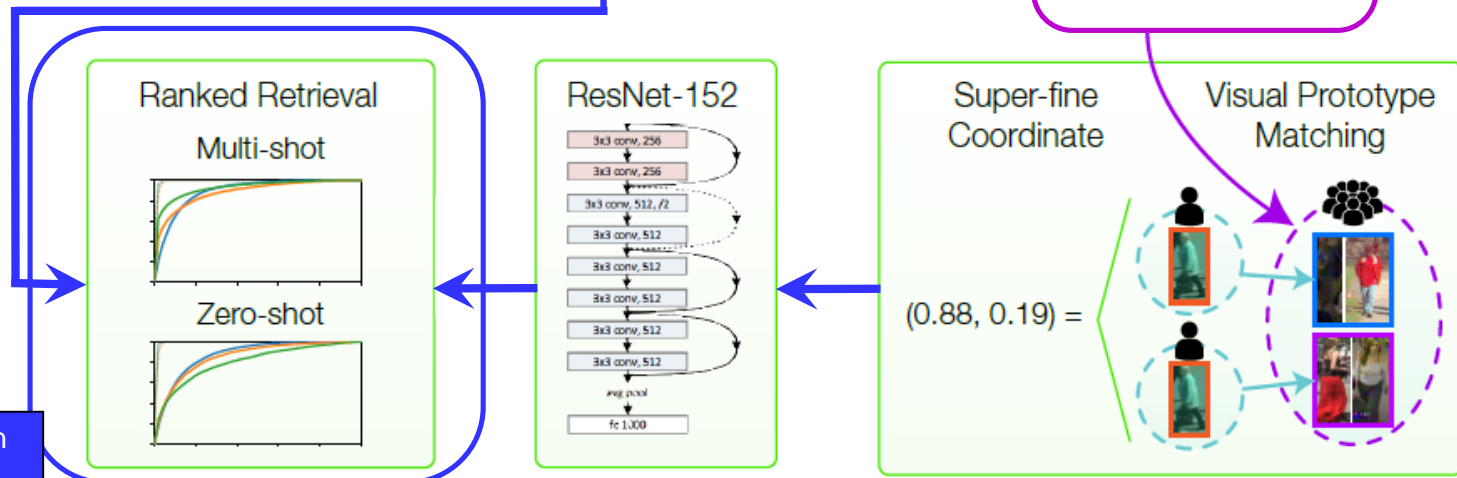 Ranked Retrieval
Multi-shot
Zero-shot
ResNet-152
3x3 conv, 256
3x3 conv, 256
3x3 conv, 512, /2
3x3 conv, 512
3x3 conv, 512
3x3 conv, 512
3x3 conv, 512
3x3 conv, 512
avg pool
fc 1000
Super-fine
Coordinate
Visual Prototype
Matching
(0.88, 0.19) =